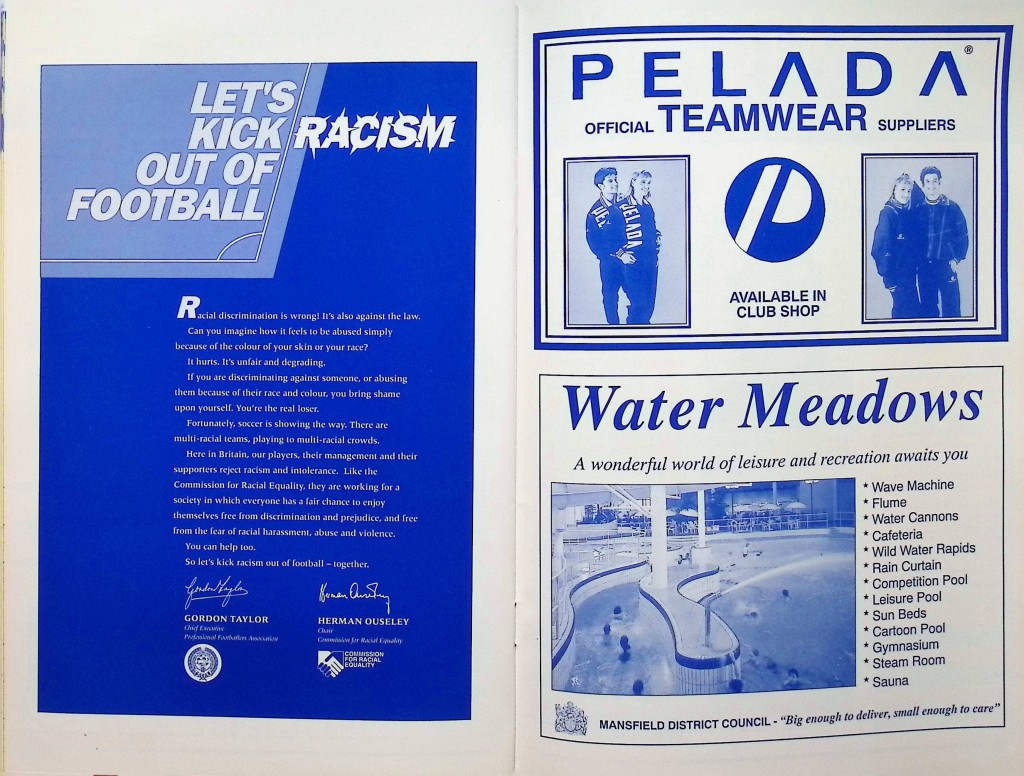 LET'S
KICK RACISM
OUT OF
FOOTBALL
Racial discrimination is wrong! It's also against the law.
Can you imagine how it feels to be abused simply
because of the colour of your skin or your race?
It hurts. It's unfair and degrading.
If you are discriminating against someone, or abusing
them because of their race and colour, you bring shame
upon yourself. You're the real loser.
Fortunately, soccer is showing the way. There are
multi-racial teams, playing to multi-racial crowds.
Here in Britain, our players, their management and their
supporters reject racism and intolerance. Like the
Commission for Racial Equality, they are working for a
society in which everyone has a fair chance to enjoy
themselves free from discrimination and prejudice, and free
from the fear of racial harassment, abuse and violence.
You can help too.
So let's kick racism out of football – together.
Gordon Taylor
Herman Ouseley
GORDON TAYLOR
Chief Executive
Professional Footballers Association
HERMAN OUSELEY
Chair
Commission for Racial Equality
COMMISSION
FOR RACIAL
EQUALITY
PELADA®
OFFICIAL TEAMWEAR SUPPLIERS
PELADA
P
AVAILABLE IN
CLUB SHOP
Water Meadows
A wonderful world of leisure and recreation awaits you
* Wave Machine
* Flume
* Water Cannons
* Cafeteria
* Wild Water Rapids
* Rain Curtain
* Competition Pool
* Leisure Pool
* Sun Beds
* Cartoon Pool
* Gymnasium
* Steam Room
* Sauna
MANSFIELD DISTRICT COUNCIL - “Big enough to deliver, small enough to care”